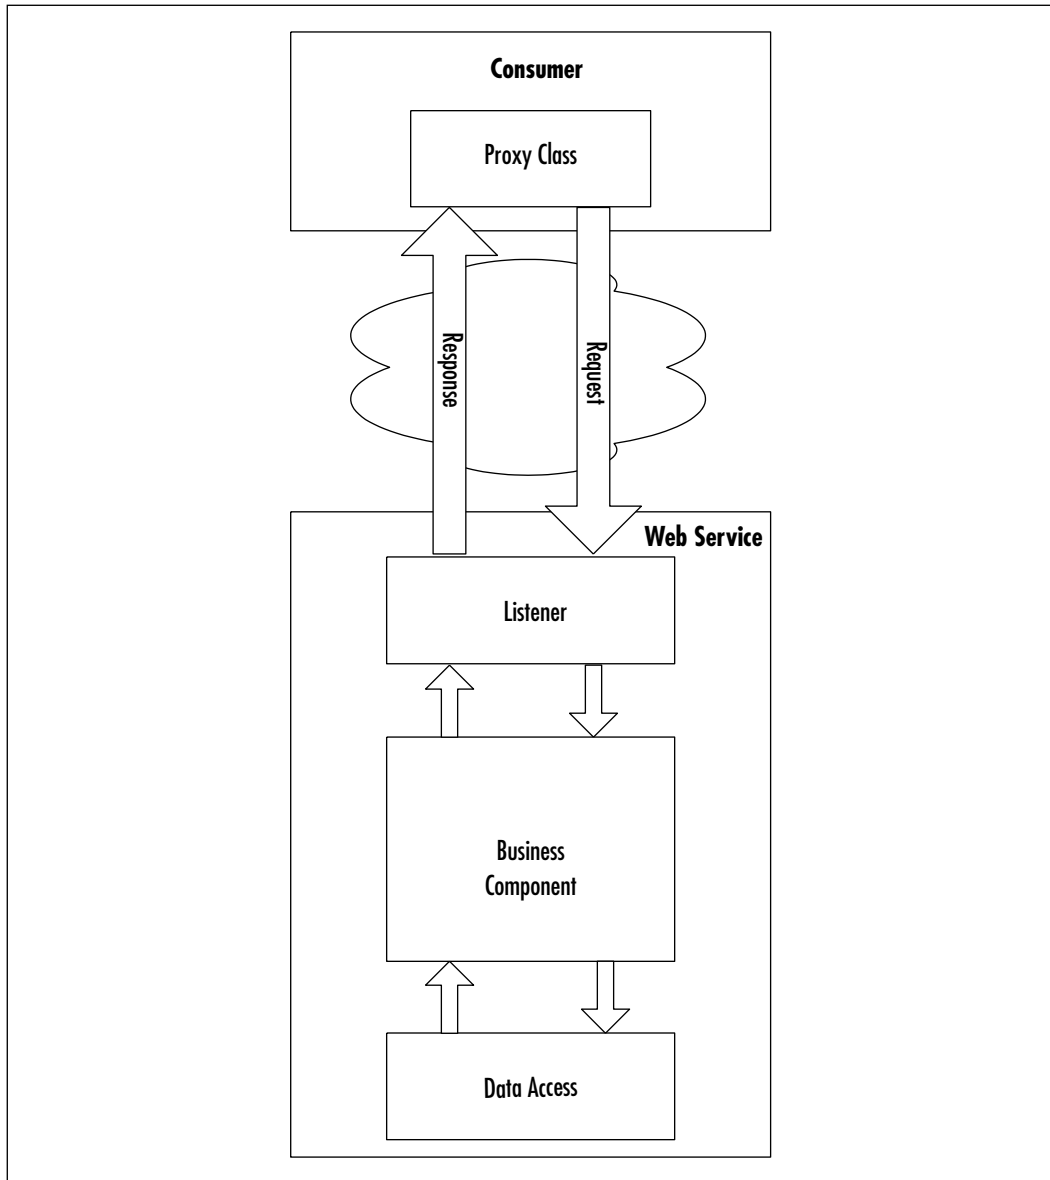 Consumer
Proxy Class
Response
Request
Web Service
Listener
Business
Component
Data Access